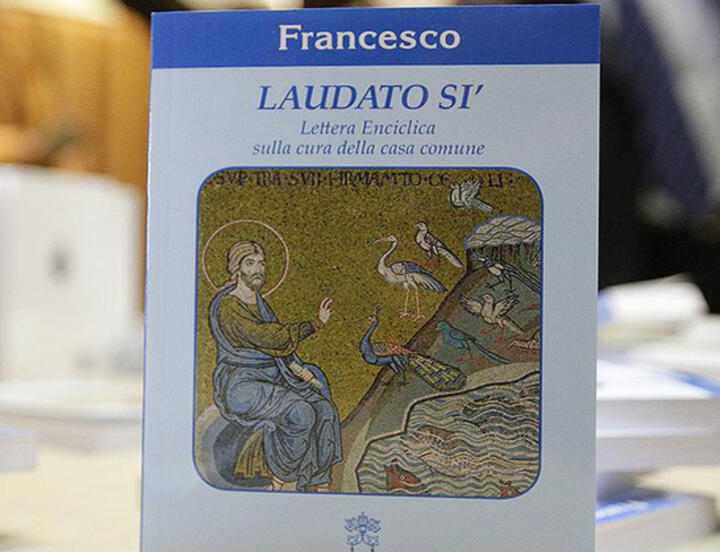 Francesco
LAUDATO SI'
Lettera Enciclica
sulla cura della casa comune